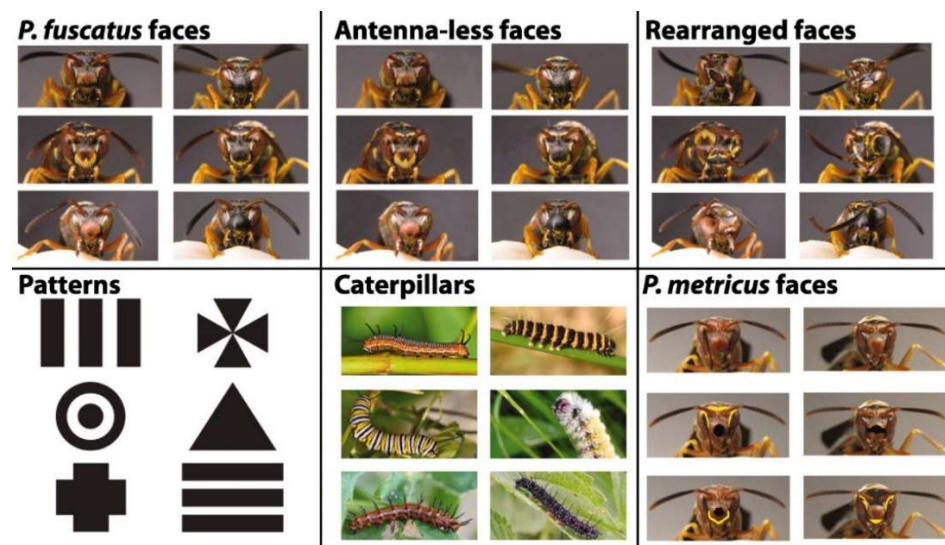 P. fuscatus faces
Antenna-less faces
Rearranged faces
Patterns
Caterpillars
P. metricus faces